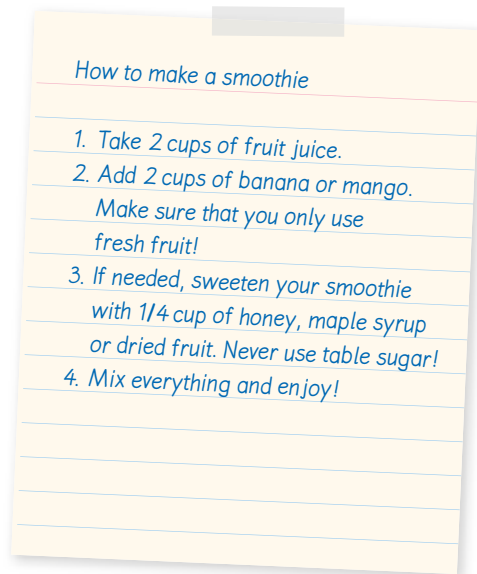 How to make a smoothie
1. Take 2 cups of fruit juice.
2. Add 2 cups of banana or mango.
Make sure that you only use
fresh fruit!
3. If needed, sweeten your smoothie
with 1/4 cup of honey, maple syrup
or dried fruit. Never use table sugar!
4. Mix everything and enjoy!